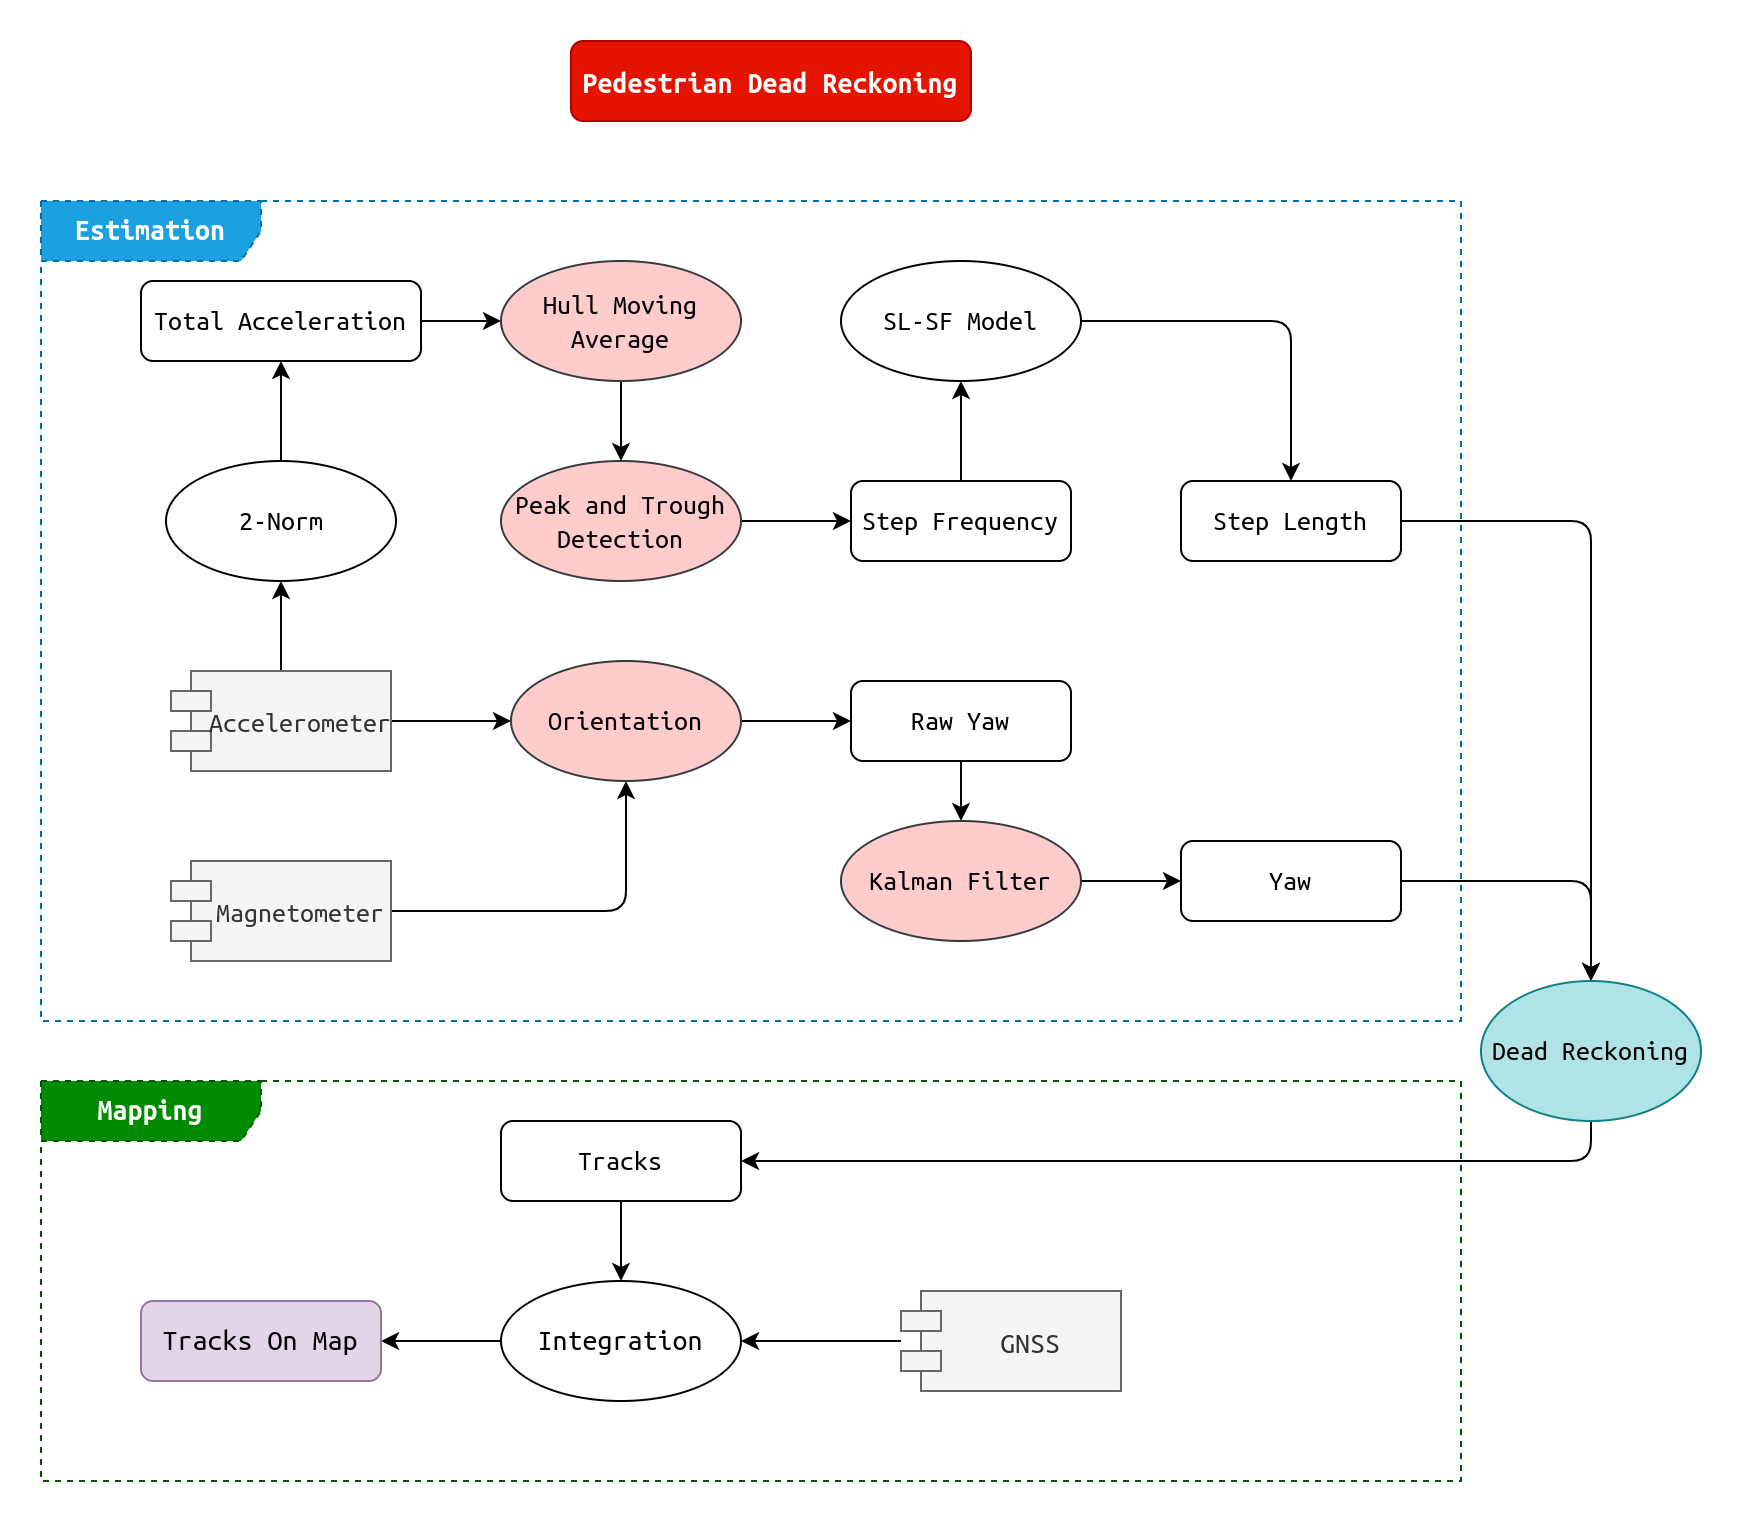 Pedestrian Dead Reckoning
Estimation
Total Acceleration
Hull Moving
Average
SL-SF Model
2-Norm
Peak and Trough
Detection
Step Frequency
Step Length
Accelerometer
Orientation
Raw Yaw
Magnetometer
Kalman Filter
Yaw
Dead Reckoning
Mapping
Tracks
Tracks On Map
Integration
GNSS